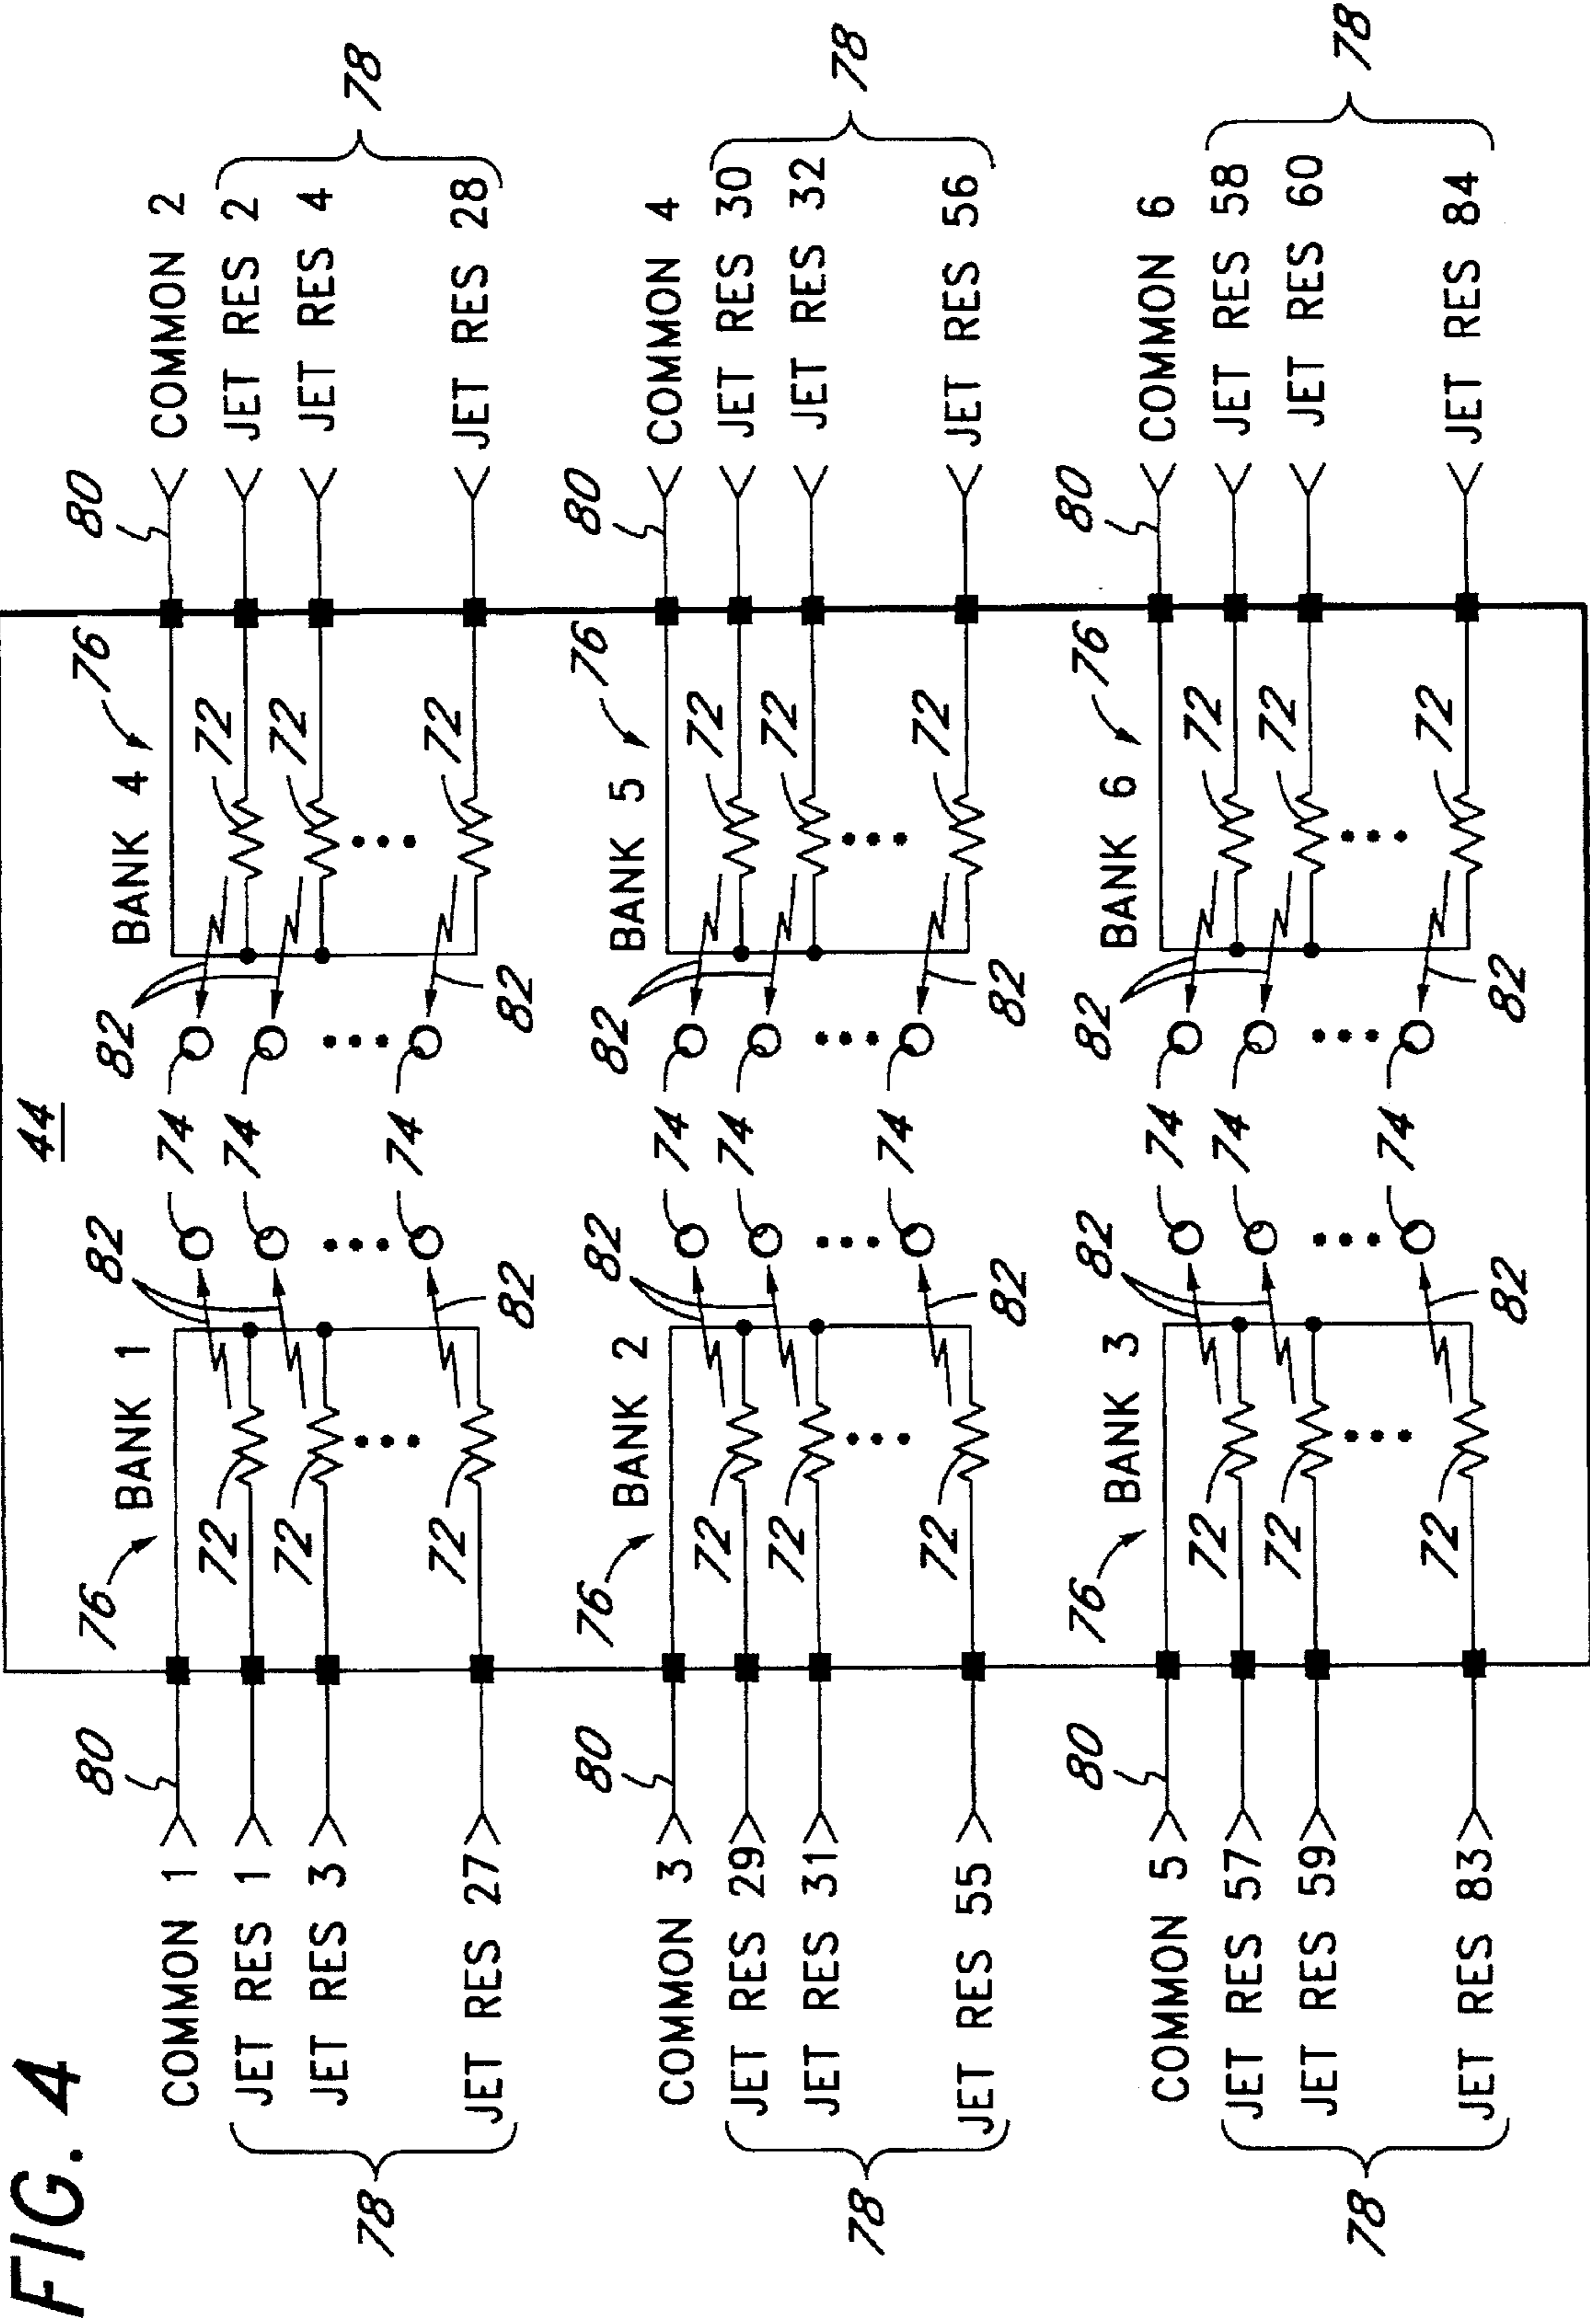 FIG. 4
44
76 BANK 1
BANK 4 76
80
80
COMMON 1
COMMON 2
82
82
74
74
72
72
JET RES 1
JET RES 2
74
72
72
JET RES 3
JET RES 4
78
78
74
72
72
JET RES 27
JET RES 28
82
82
76 BANK 2
BANK 5 76
80
80
COMMON 3
COMMON 4
82
82
74
74
72
72
JET RES 29
JET RES 30
74
72
72
JET RES 31
JET RES 32
78
78
74
72
72
JET RES 55
JET RES 56
82
82
76 BANK 3
BANK 6 76
80
80
COMMON 5
COMMON 6
82
82
74
74
72
72
JET RES 57
JET RES 58
74
72
72
JET RES 59
JET RES 60
78
78
74
72
72
JET RES 83
JET RES 84
82
82